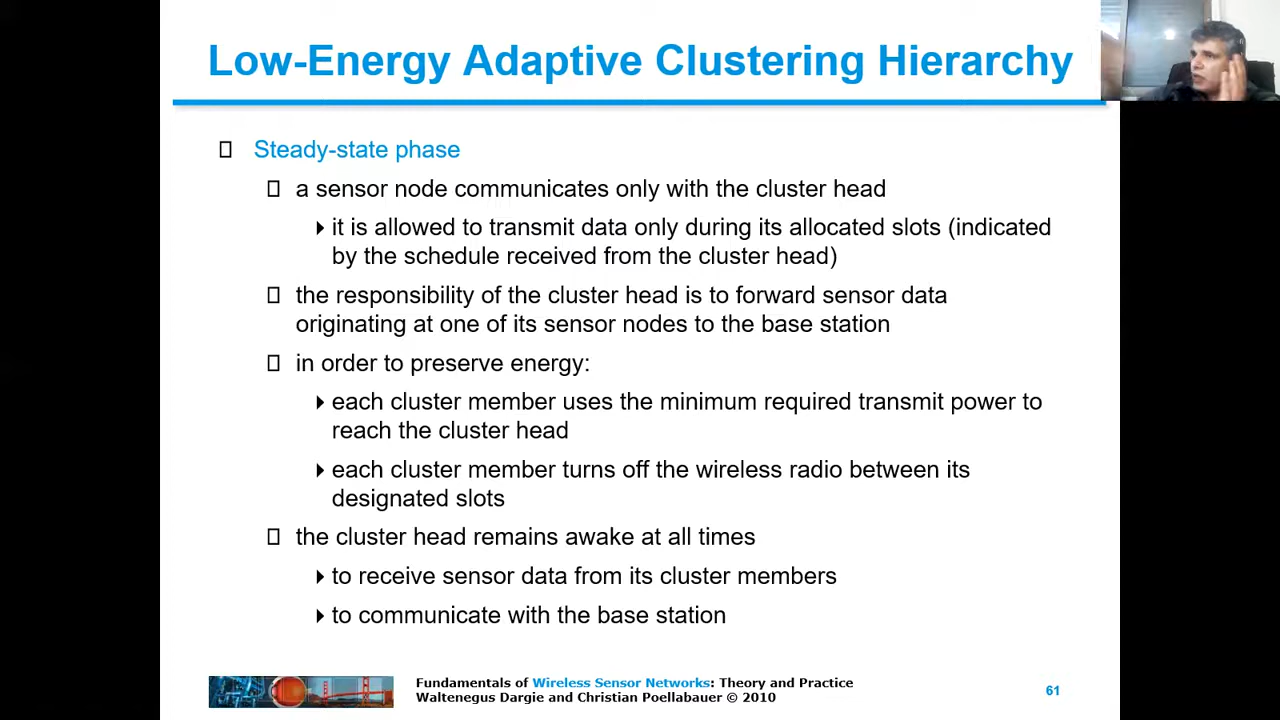 Low-Energy Adaptive Clustering Hierarchy
Steady-state phase
a sensor node communicates only with the cluster head
it is allowed to transmit data only during its allocated slots (indicated
by the schedule received from the cluster head)
the responsibility of the cluster head is to forward sensor data
originating at one of its sensor nodes to the base station
in order to preserve energy:
each cluster member uses the minimum required transmit power to
reach the cluster head
each cluster member turns off the wireless radio between its
designated slots
the cluster head remains awake at all times
to receive sensor data from its cluster members
to communicate with the base station
Fundamentals of Wireless Sensor Networks: Theory and Practice
Waltenegus Dargie and Christian Poellabauer © 2010
61